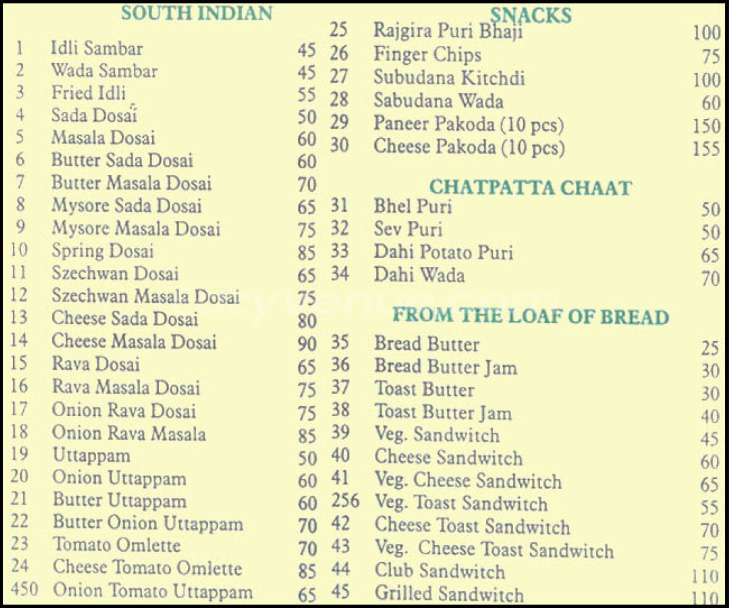 SOUTH INDIAN
1 Idli Sambar 45
2 Wada Sambar 45
3 Fried Idli 55
4 Sada Dosai 50
5 Masala Dosai 60
6 Butter Sada Dosai 60
7 Butter Masala Dosai 70
8 Mysore Sada Dosai 65
9 Mysore Masala Dosai 75
10 Spring Dosai 85
11 Szechwan Dosai 65
12 Szechwan Masala Dosai 75
13 Cheese Sada Dosai 80
14 Cheese Masala Dosai 90
15 Rava Dosai 65
16 Rava Masala Dosai 75
17 Onion Rava Dosai 75
18 Onion Rava Masala 85
19 Uttappam 50
20 Onion Uttappam 60
21 Butter Uttappam 60
22 Butter Onion Uttappam 70
23 Tomato Omlette 70
24 Cheese Tomato Omlette 85
450 Onion Tomato Uttappam 65
SNACKS
25 Rajgira Puri Bhaji 100
26 Finger Chips 75
27 Subudana Kitchdi 100
28 Sabudana Wada 60
29 Paneer Pakoda (10 pcs) 150
30 Cheese Pakoda (10 pcs) 155
CHATPATTA CHAAT
31 Bhel Puri 50
32 Sev Puri 50
33 Dahi Potato Puri 65
34 Dahi Wada 70
FROM THE LOAF OF BREAD
35 Bread Butter 25
36 Bread Butter Jam 30
37 Toast Butter 30
38 Toast Butter Jam 40
39 Veg. Sandwitch 45
40 Cheese Sandwitch 60
41 Veg. Cheese Sandwitch 65
256 Veg. Toast Sandwitch 55
42 Cheese Toast Sandwitch 70
43 Veg. Cheese Toast Sandwitch 75
44 Club Sandwitch 110
45 Grilled Sandwitch 110